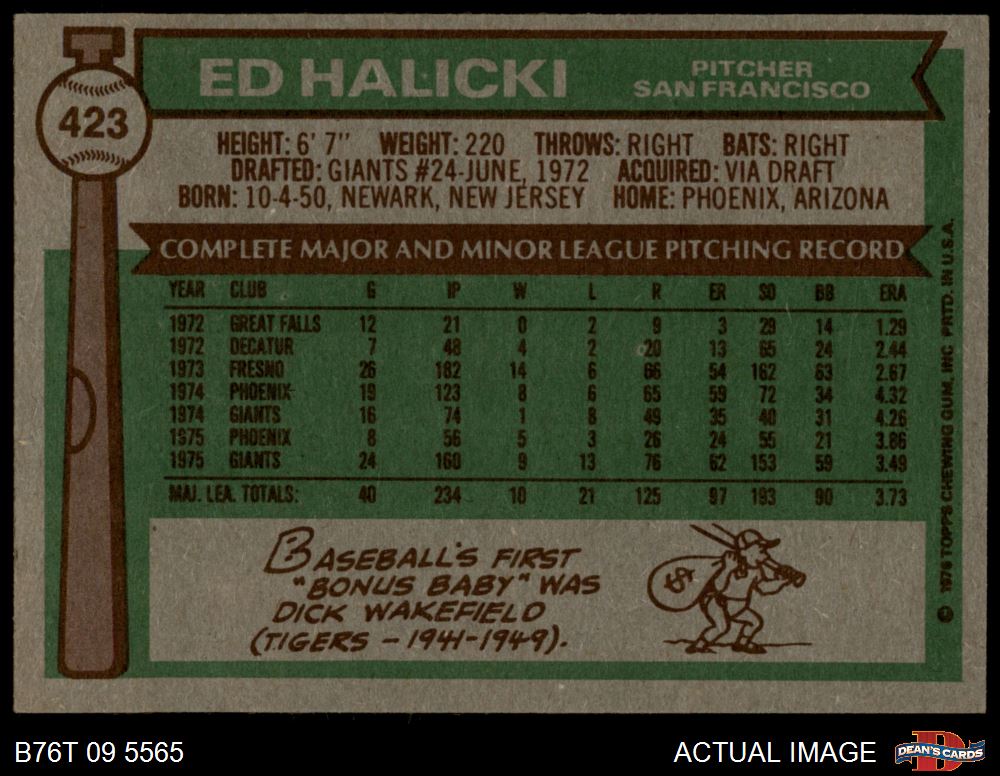 423
ED HALICKI
PITCHER
SAN FRANCISCO
HEIGHT: 6' 7" WEIGHT: 220 THROWS: RIGHT BATS: RIGHT
DRAFTED: GIANTS #24-JUNE, 1972 ACQUIRED: VIA DRAFT
BORN: 10-4-50, NEWARK, NEW JERSEY HOME: PHOENIX, ARIZONA
COMPLETE MAJOR AND MINOR LEAGUE PITCHING RECORD
YEAR CLUB G IP W L R ER SO BB ERA
1972 GREAT FALLS 12 21 0 2 9 3 29 14 1.29
1972 DECATUR 7 48 4 2 20 13 65 24 2.44
1973 FRESNO 26 182 14 6 66 54 162 63 2.67
1974 PHOENIX 19 123 8 6 65 59 72 34 4.32
1974 GIANTS 16 74 1 8 49 35 40 31 4.26
1975 PHOENIX 8 56 5 3 26 24 55 21 3.86
1975 GIANTS 24 160 9 13 76 62 153 59 3.49
MAJ. LEA. TOTALS: 40 234 10 21 125 97 193 90 3.73
BASEBALL'S FIRST
"BONUS BABY" WAS
DICK WAKEFIELD
(TIGERS - 1941-1949).
$
© 1976 TOPPS CHEWING GUM, INC PRTD. IN U.S.A.
B76T 09 5565
ACTUAL IMAGE
DEAN'S CARDS